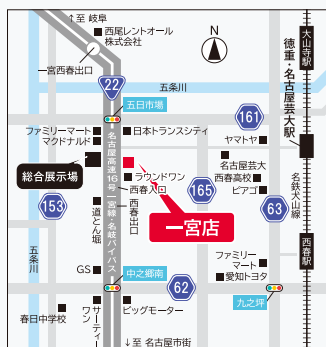 ↑至 岐阜
西尾レントオール
株式会社
N
大山寺駅
一宮西春出口
22
五条川
徳重・名古屋芸大駅
五日市場
161
ファミリーマート
日本トランスシティ
マクドナルド
ヤマトヤ
総合展示場
名古屋高速16号一宮線・名岐バイパス
ラウンドワン
名古屋芸大
西春入口
西春高校
ピアゴ
165
153
西春出口
63
名鉄犬山線
道とん堀
一宮店
西春駅
五条川
GS
中之郷南
ファミリー
マート
愛知トヨタ
62
九之坪
春日中学校
サーティー
ワン
ビッグモーター
↓至 名古屋市街